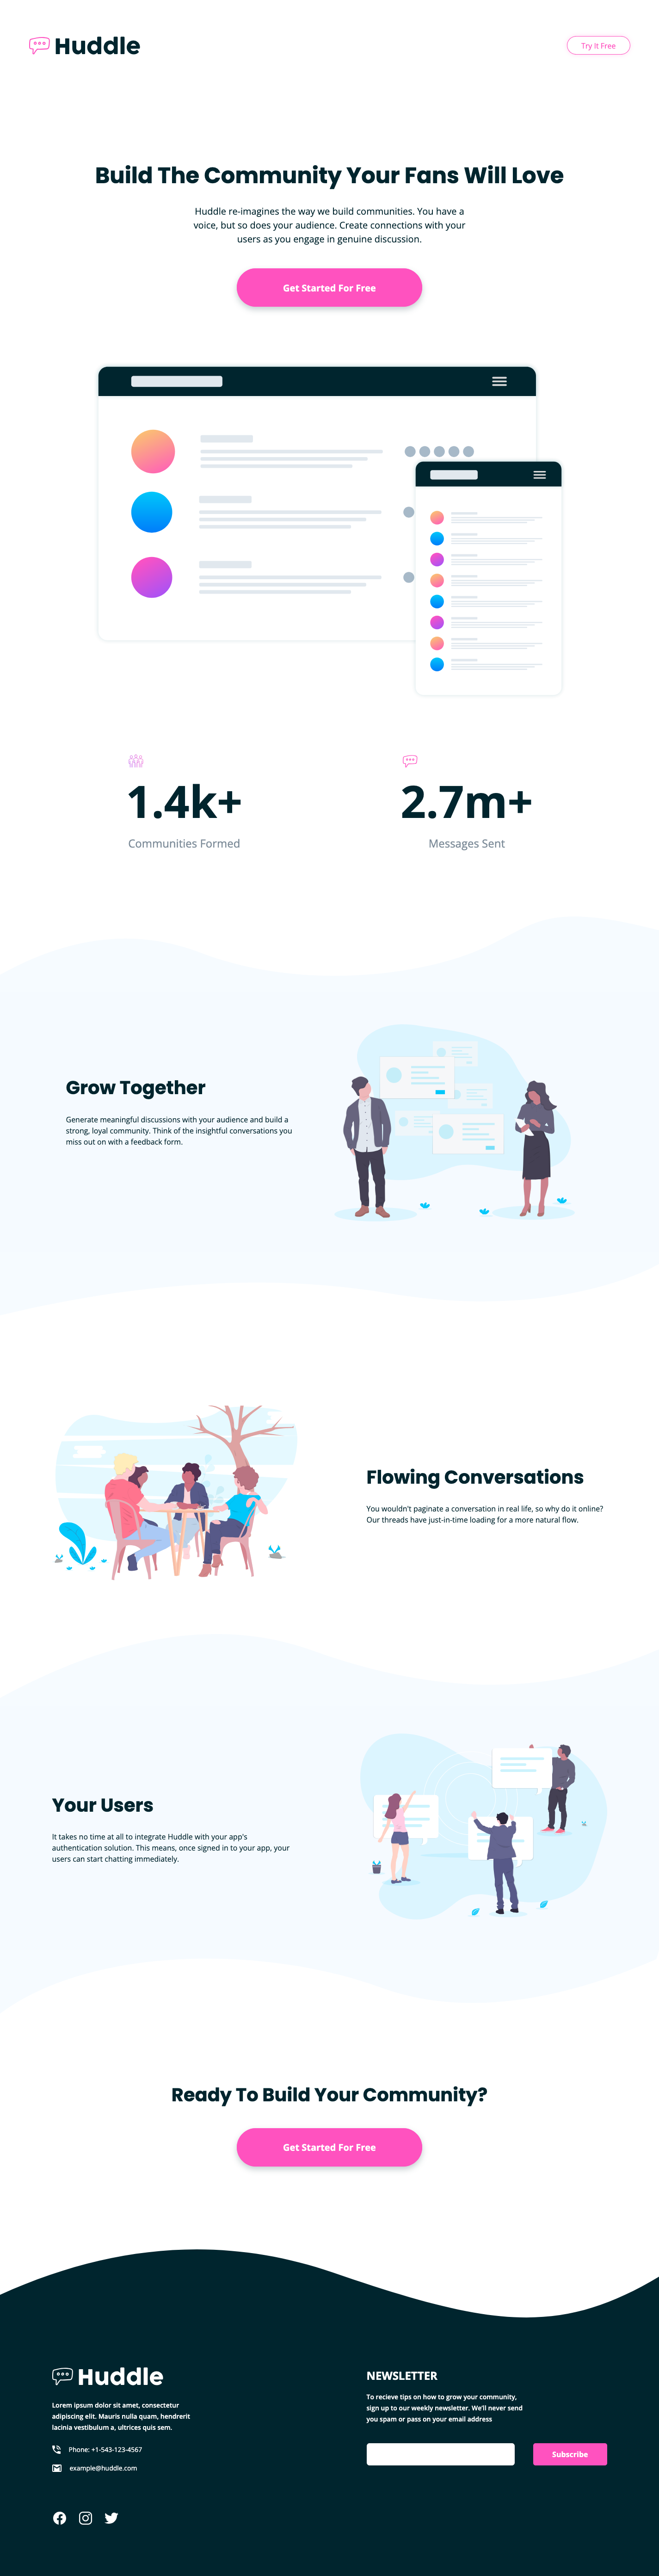 Huddle
Try It Free
Build The Community Your Fans Will Love
Huddle re-imagines the way we build communities. You have a
voice, but so does your audience. Create connections with your
users as you engage in genuine discussion.
Get Started For Free
1.4k+
Communities Formed
2.7m+
Messages Sent
Grow Together
Generate meaningful discussions with your audience and build a
strong, loyal community. Think of the insightful conversations you
miss out on with a feedback form.
Flowing Conversations
You wouldn't paginate a conversation in real life, so why do it online?
Our threads have just-in-time loading for a more natural flow.
Your Users
It takes no time at all to integrate Huddle with your app's
authentication solution. This means, once signed in to your app, your
users can start chatting immediately.
Ready To Build Your Community?
Get Started For Free
Huddle
Lorem ipsum dolor sit amet, consectetur
adipiscing elit. Mauris nulla quam, hendrerit
lacinia vestibulum a, ultrices quis sem.
Phone: +1-543-123-4567
example@huddle.com
NEWSLETTER
To recieve tips on how to grow your community,
sign up to our weekly newsletter. We'll never send
you spam or pass on your email address
Subscribe